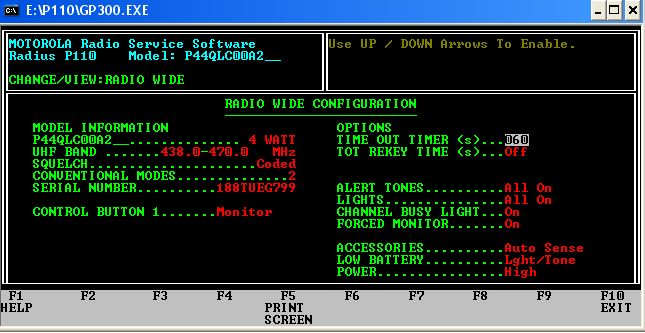 E:\P110\GP300.EXE
MOTOROLA Radio Service Software
Radius P110 Model: P44QLC00A2__
CHANGE/VIEW:RADIO WIDE
Use UP / DOWN Arrows To Enable.
RADIO WIDE CONFIGURATION
MODEL INFORMATION
P44QLC00A2__.............. 4 WATT
UHF BAND .......438.0-470.0 MHz
SQUELCH....................Coded
CONVENTIONAL MODES.............2
SERIAL NUMBER..........188TUEG799
CONTROL BUTTON 1.......Monitor
OPTIONS
TIME OUT TIMER (s)...060
TOT REKEY TIME (s)...Off
ALERT TONES..........All On
LIGHTS...............All On
CHANNEL BUSY LIGHT...On
FORCED MONITOR.......On
ACCESSORIES..........Auto Sense
LOW BATTERY..........Lght/Tone
POWER................High
F1 F2 F3 F4 F5 F6 F7 F8 F9 F10
HELP PRINT EXIT
SCREEN